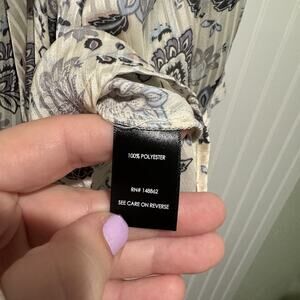 100% POLYESTER
RN# 148862
SEE CARE ON REVERSE